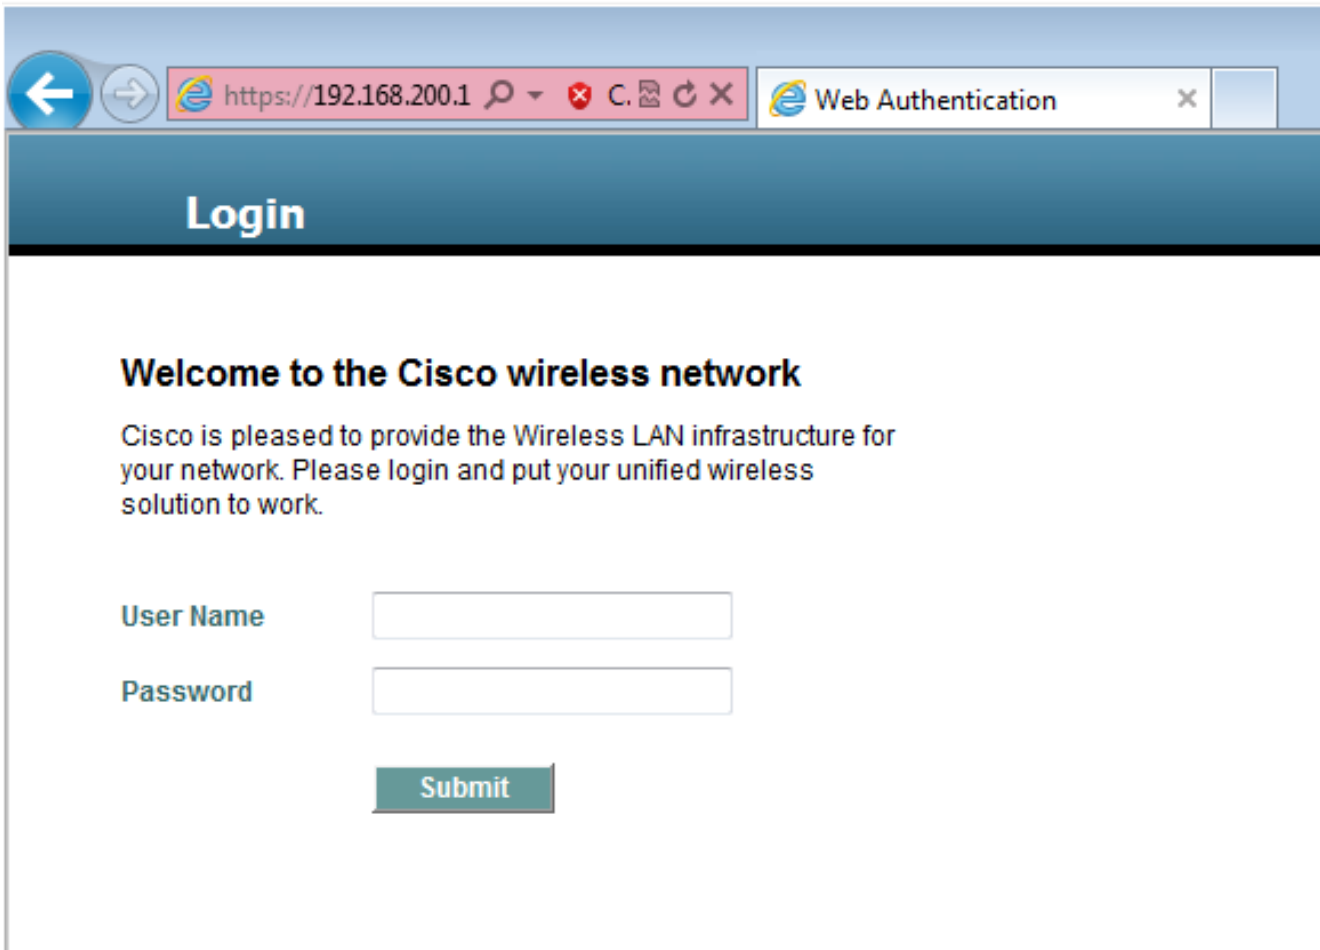 https://192.168.200.1 C. Web Authentication
Login
Welcome to the Cisco wireless network
Cisco is pleased to provide the Wireless LAN infrastructure for
your network. Please login and put your unified wireless
solution to work.
User Name
Password
Submit